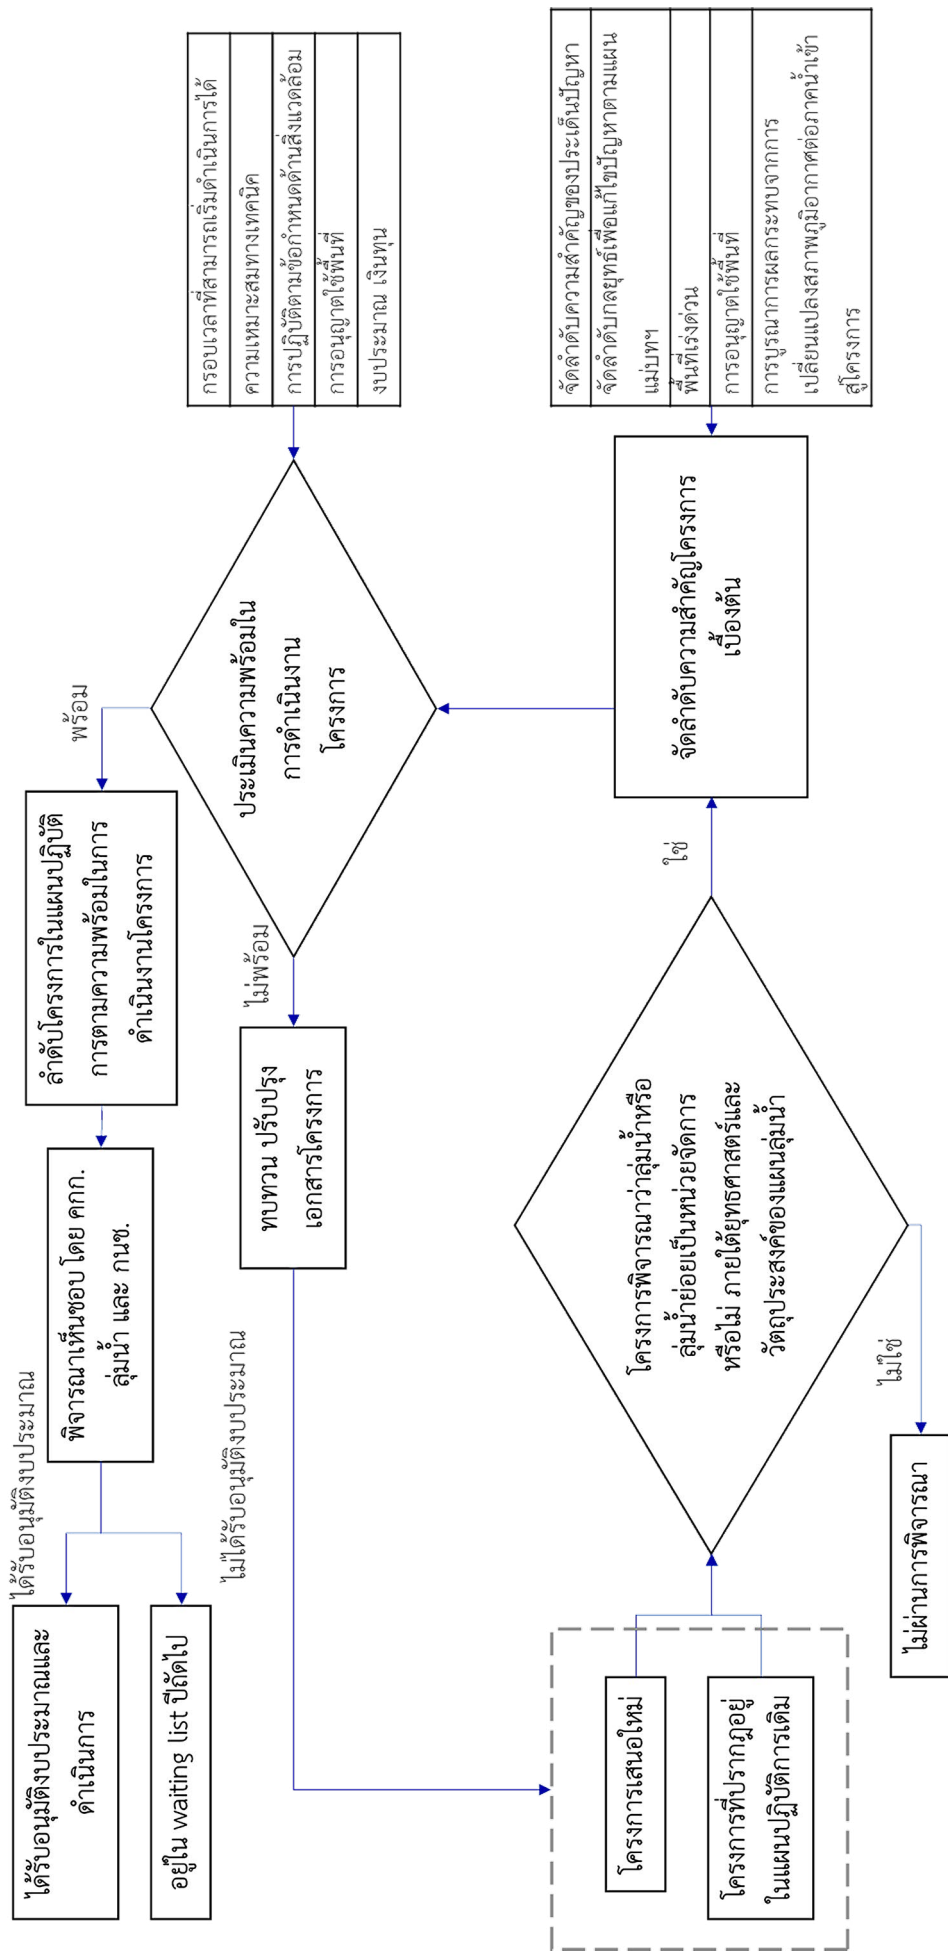 โครงการเสนอใหม่
โครงการที่ปรากฏอยู่
ในแผนปฏิบัติการเดิม
โครงการพิจารณาว่าลุ่มน้ำหรือ
ลุ่มน้ำย่อยเป็นหน่วยจัดการ
หรือไม่ ภายใต้ยุทธศาสตร์และ
วัตถุประสงค์ของแผนลุ่มน้ำ
ไม่ใช่
ไม่ผ่านการพิจารณา
ใช่
จัดลำดับความสำคัญโครงการ
เบื้องต้น
จัดลำดับความสำคัญของประเด็นปัญหา
จัดลำดับกลยุทธ์เพื่อแก้ไขปัญหาตามแผน
แม่บทฯ
พื้นที่เร่งด่วน
การอนุญาตใช้พื้นที่
การบูรณาการผลกระทบจากการ
เปลี่ยนแปลงสภาพภูมิอากาศต่อภาคน้ำเข้า
สู่โครงการ
ประเมินความพร้อมใน
การดำเนินงาน
โครงการ
กรอบเวลาที่สามารถเริ่มดำเนินการได้
ความเหมาะสมทางเทคนิค
การปฏิบัติตามข้อกำหนดด้านสิ่งแวดล้อม
การอนุญาตใช้พื้นที่
งบประมาณ เงินทุน
ไม่พร้อม
ทบทวน ปรับปรุง
เอกสารโครงการ
พร้อม
ลำดับโครงการในแผนปฏิบัติ
การตามความพร้อมในการ
ดำเนินงานโครงการ
พิจารณาเห็นชอบ โดย คกก.
ลุ่มน้ำ และ กนช.
ได้รับอนุมัติงบประมาณ
ได้รับอนุมัติงบประมาณและ
ดำเนินการ
ไม่ได้รับอนุมัติงบประมาณ
อยู่ใน waiting list ปีถัดไป